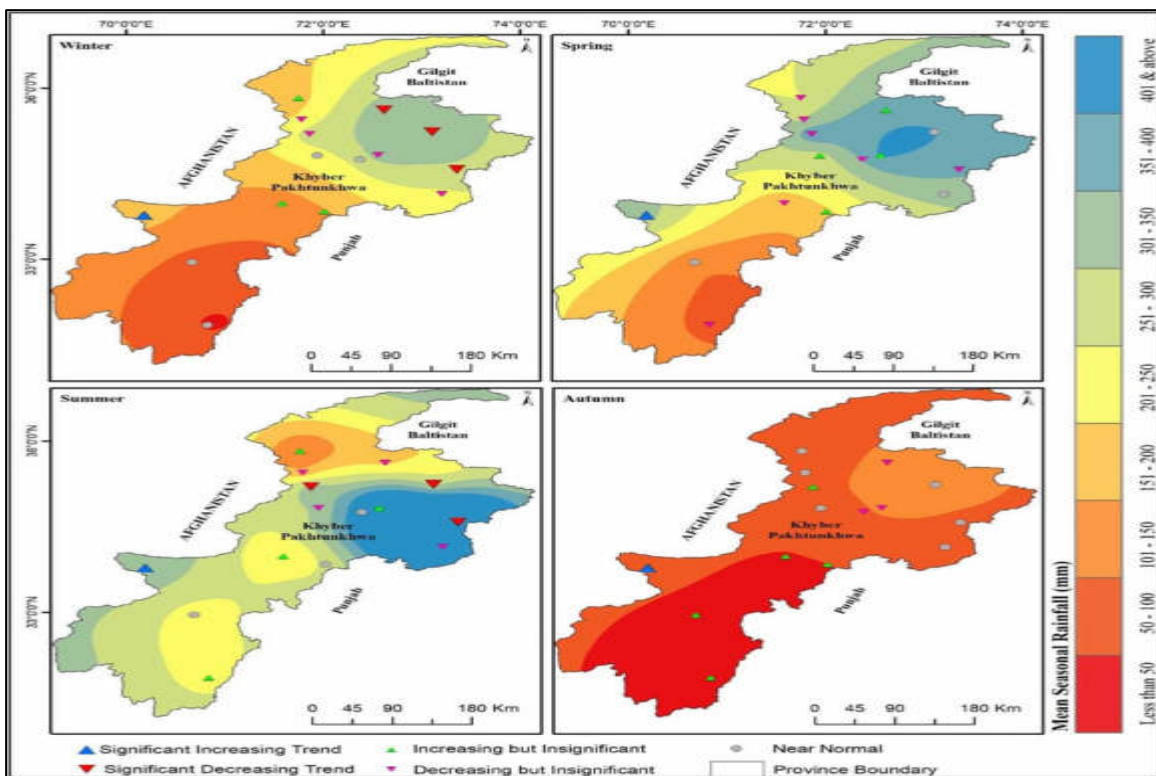 70°0'0"E 72°0'0"E 74°0'0"E 70°0'0"E 72°0'0"E 74°0'0"E
Winter
N
Gilgit
Baltistan
AFGHANISTAN
Khyber
Pakhtunkhwa
Punjab
36°0'0"N
33°0'0"N
0 45 90 180 Km
Spring
N
Gilgit
Baltistan
AFGHANISTAN
Khyber
Pakhtunkhwa
Punjab
0 45 90 180 Km
Summer
N
Gilgit
Baltistan
AFGHANISTAN
Khyber
Pakhtunkhwa
Punjab
36°0'0"N
33°0'0"N
0 45 90 180 Km
Autumn
N
Gilgit
Baltistan
AFGHANISTAN
Khyber
Pakhtunkhwa
Punjab
0 45 90 180 Km
Mean Seasonal Rainfall (mm)
401 & above
351 - 400
301 - 350
251 - 300
201 - 250
151 - 200
101 - 150
50 - 100
Less than 50
Significant Increasing Trend Increasing but Insignificant Near Normal
Significant Decreasing Trend Decreasing but Insignificant Province Boundary